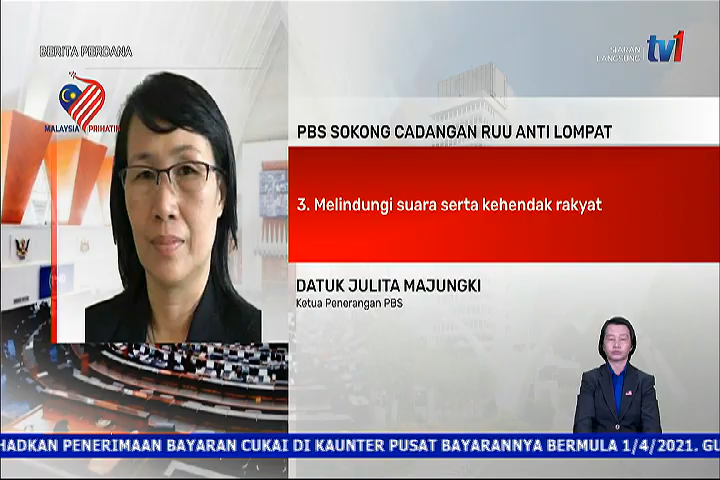 BERITA PERDANA
SIARAN LANGSUNG
tv1
MALAYSIA PRIHATIN
PBS SOKONG CADANGAN RUU ANTI LOMPAT
3. Melindungi suara serta kehendak rakyat
DATUK JULITA MAJUNGKI
Ketua Penerangan PBS
HADKAN PENERIMAAN BAYARAN CUKAI DI KAUNTER PUSAT BAYARANNYA BERMULA 1/4/2021. GU